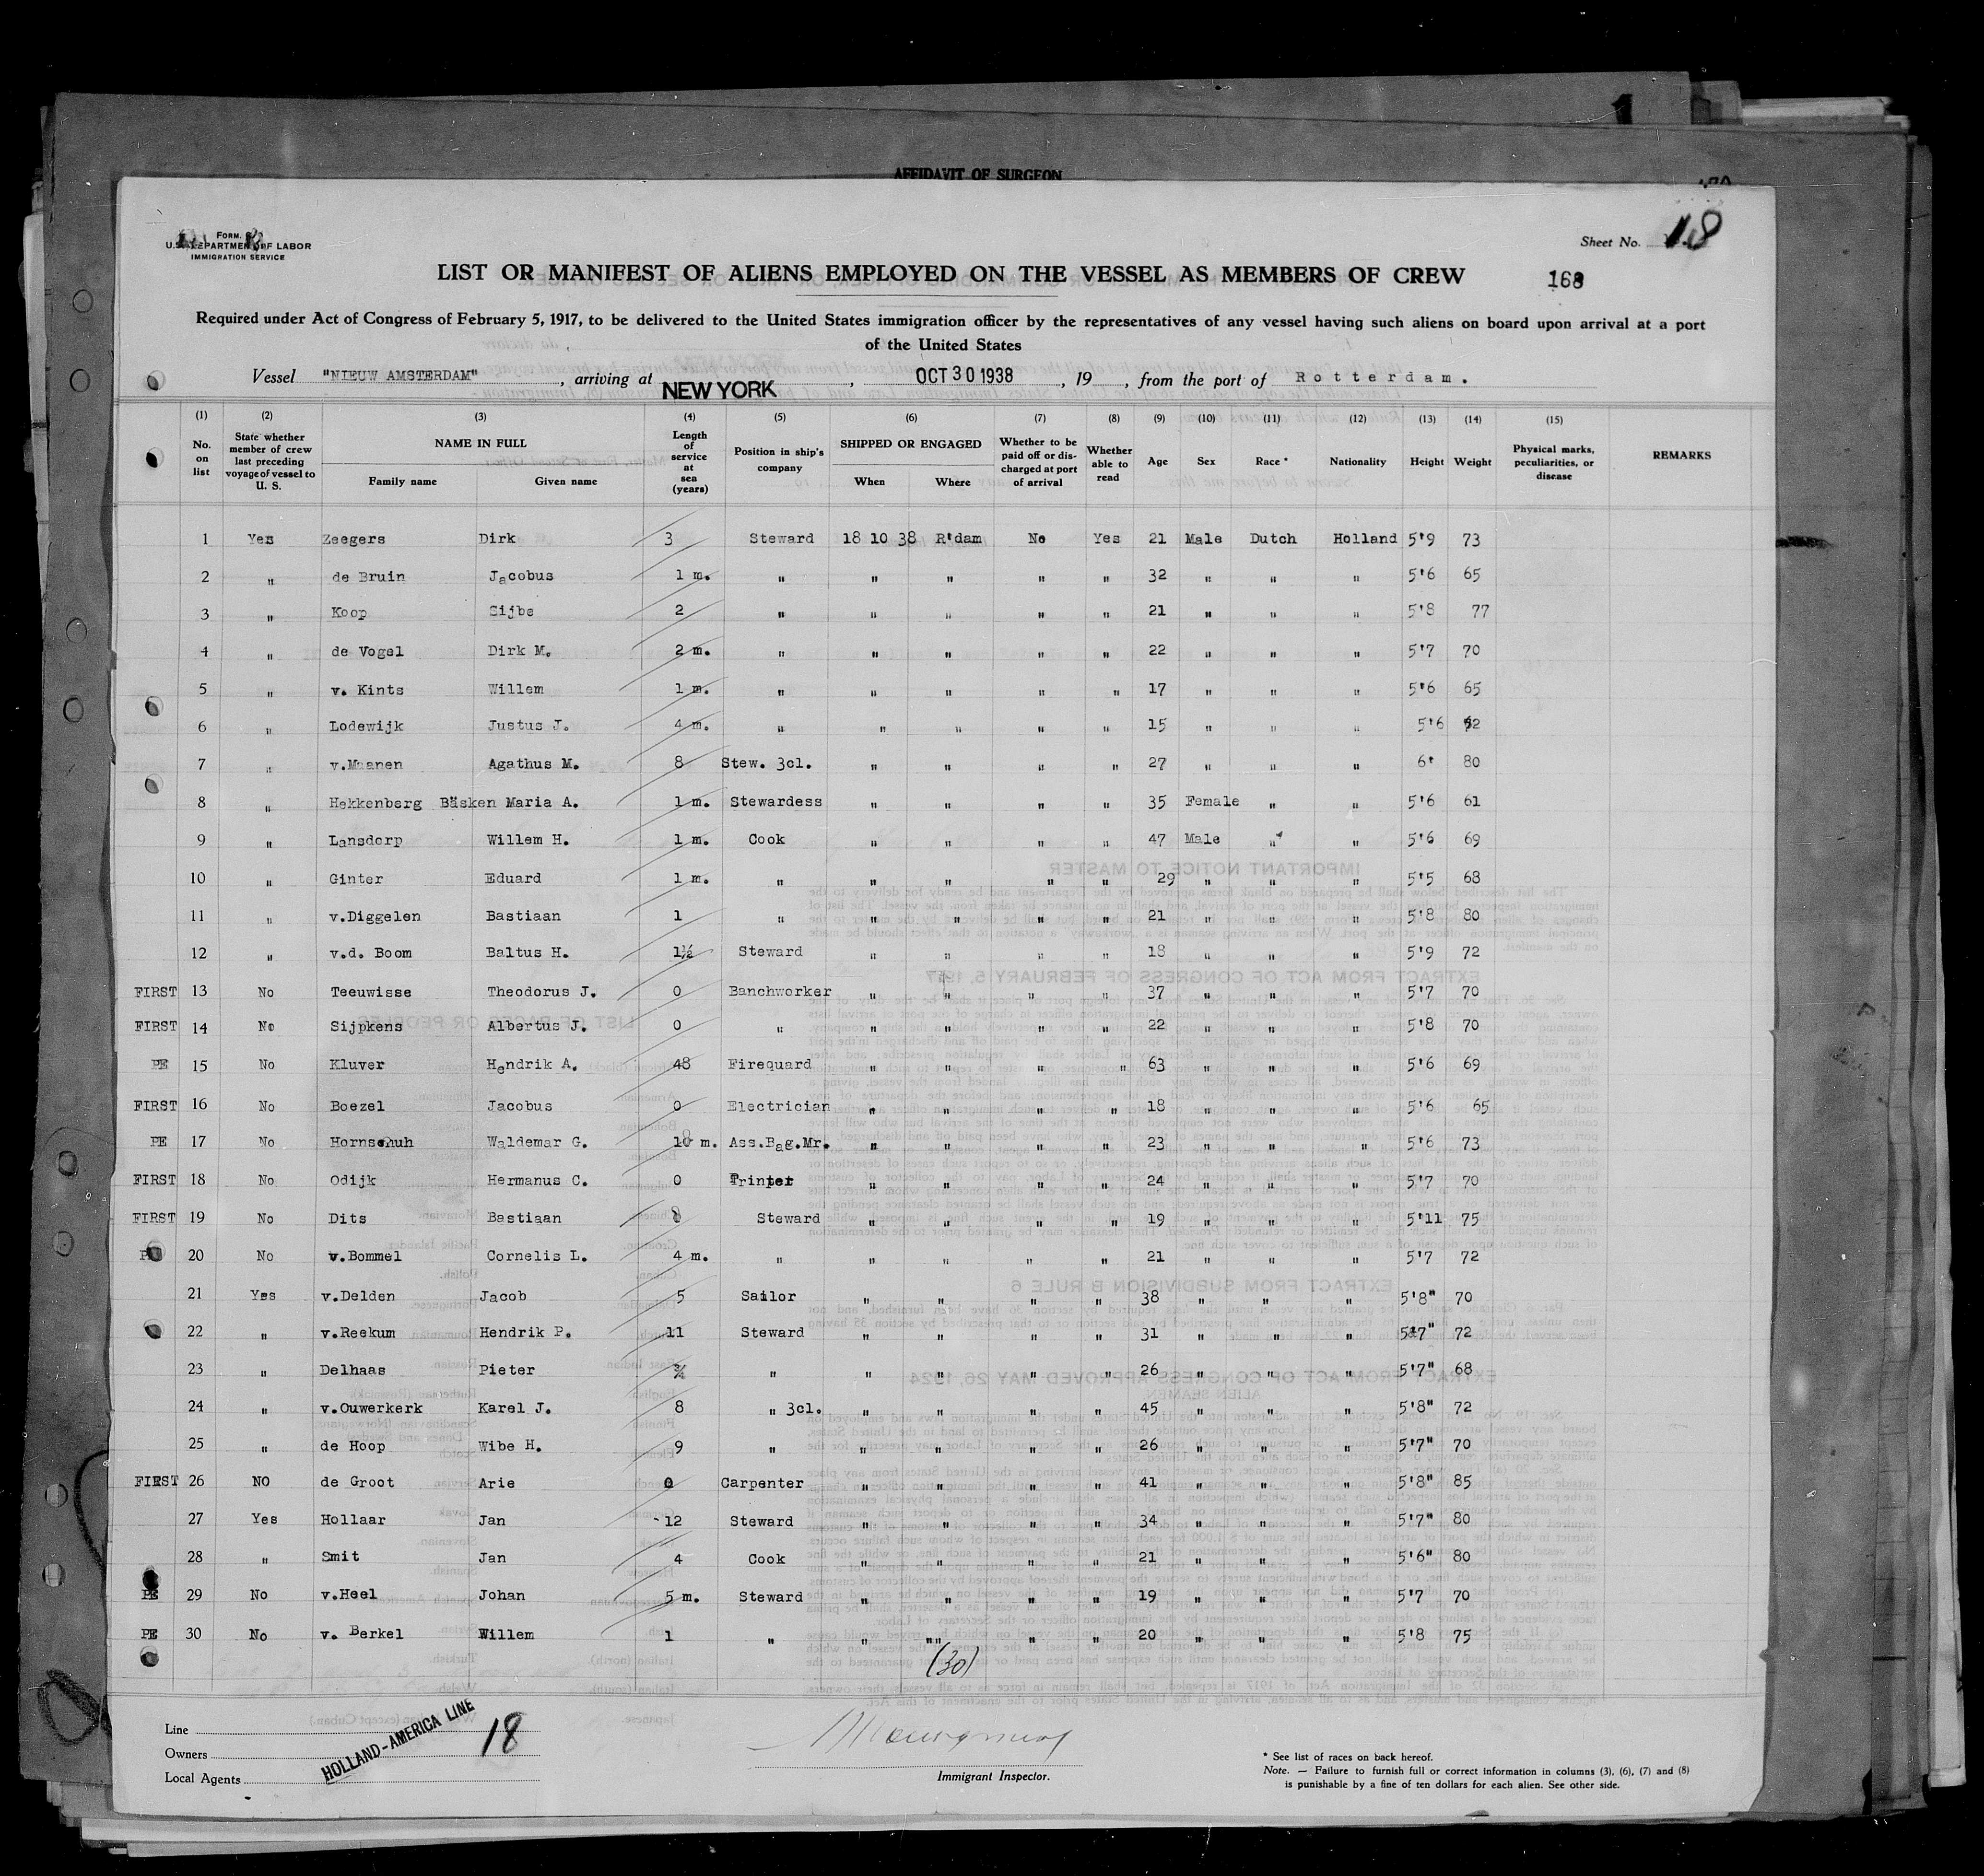 AFFIDAVIT OF SURGEON
U.S. DEPARTMENT OF LABOR
IMMIGRATION SERVICE
Sheet No. 18
LIST OR MANIFEST OF ALIENS EMPLOYED ON THE VESSEL AS MEMBERS OF CREW
168
Required under Act of Congress of February 5, 1917, to be delivered to the United States immigration officer by the representatives of any vessel having such aliens on board upon arrival at a port
of the United States
Vessel "NIEUW AMSTERDAM", arriving at NEW YORK, OCT 30 1938, 19, from the port of Rotterdam.
(1) (2) (3) (4) (5) (6) (7) (8) (9) (10) (11) (12) (13) (14) (15)
No. on list State whether member of crew last preceding voyage of vessel to U. S. NAME IN FULL Family name Given name Length of service at sea (years) Position in ship's company SHIPPED OR ENGAGED When Where Whether to be paid off or discharged at port of arrival Whether able to read Age Sex Race * Nationality Height Weight Physical marks, peculiarities, or disease REMARKS
1 Yes Zeegers Dirk 3 Steward 18 10 38 R'dam No Yes 21 Male Dutch Holland 5'9 73
2 " de Bruin Jacobus 1 m. " " " " " 32 " " " 5'6 65
3 " Koop Sijbe 2 " " " " " 21 " " " 5'8 77
4 " de Vogel Dirk M. 2 m. " " " " " 22 " " " 5'7 70
5 " v. Kints Willem 1 m. " " " " " 17 " " " 5'6 65
6 " Lodewijk Justus J. 4 m. " " " " " 15 " " " 5'6 52
7 " v.Maanen Agathus M. 8 Stew. 3cl. " " " " 27 " " " 6' 80
8 " Hekkenberg Bäsken Maria A. 1 m. Stewardess " " " " 35 Female " " 5'6 61
9 " Lansdorp Willem H. 1 m. Cook " " " " 47 Male " " 5'6 69
10 " Ginter Eduard 1 m. " " " " " 29 " " " 5'5 68
11 " v.Diggelen Bastiaan 1 " " " " " 21 " " " 5'8 80
12 " v.d. Boom Baltus H. 1½ Steward " " " " 18 " " " 5'9 72
FIRST 13 No Teeuwisse Theodorus J. 0 Banchworker " " " " 37 " " " 5'7 70
FIRST 14 No Sijpkens Albertus J. 0 " " " " " 22 " " " 5'8 70
PE 15 No Kluver Hendrik A. 48 Firequard " " " " 63 " " " 5'6 69
FIRST 16 No Boezel Jacobus 0 Electrician " " " " 18 " " " 5'6 65
PE 17 No Hornschuh Waldemar G. m. Ass.Bag.Mr. " " " " 23 " " " 5'6 73
FIRST 18 No Odijk Hermanus C. 0 Printer " " " " 24 " " " 5'7 70
FIRST 19 No Dits Bastiaan Steward " " " " 19 " " " 5'11 75
20 No v.Bommel Cornelis L. 4 m. " " " " " 21 " " " 5'7 72
21 Yes v.Delden Jacob 5 Sailor " " " " 38 " " " 5'8" 70
22 " v.Reekum Hendrik P. 11 Steward " " " " 31 " " " 5'7" 72
23 " Delhaas Pieter ¾ " " " " " 26 " " " 5'7" 68
24 " v.Ouwerkerk Karel J. 8 " 3cl. " " " " 45 " " " 5'8" 72
25 " de Hoop Wibe H. 9 " " " " " 26 " " " 5'7" 70
FIRST 26 NO de Groot Arie 0 Carpenter " " " " 41 " " " 5'8" 85
27 Yes Hollaar Jan 12 Steward " " " " 34 " " " 5'7" 80
28 " Smit Jan 4 Cook " " " " 21 " " " 5'6" 80
PE 29 No v.Heel Johan 5 m. Steward " " " " 19 " " " 5'7 70
PE 30 No v. Berkel Willem 1 " " "" " " 20 " " " 5'8 75
(30)
Line
Owners
Local Agents
HOLLAND-AMERICA LINE
18
Immigrant Inspector.
* See list of races on back hereof.
Note. — Failure to furnish full or correct information in columns (3), (6), (7) and (8)
is punishable by a fine of ten dollars for each alien. See other side.